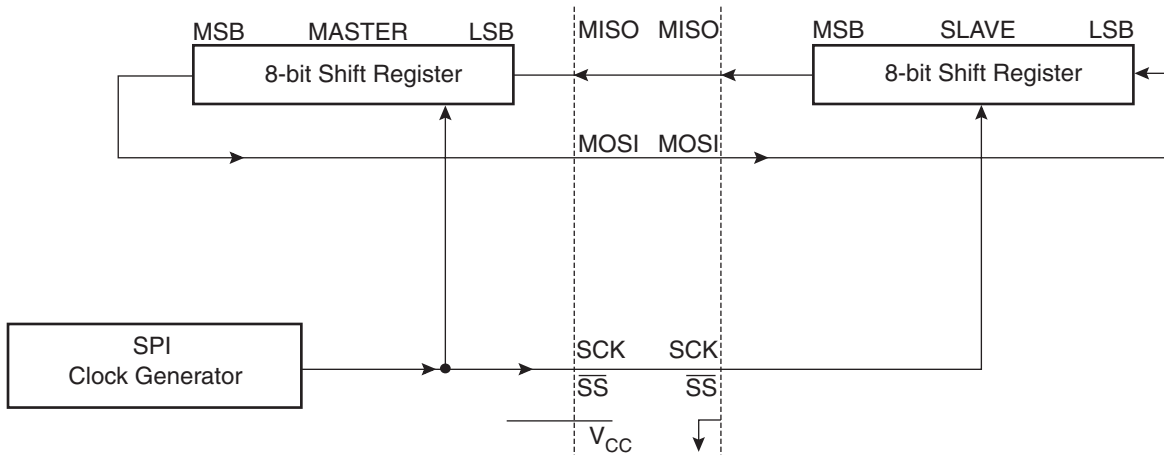 MSB MASTER LSB MISO MISO MSB SLAVE LSB
8-bit Shift Register 8-bit Shift Register
MOSI MOSI
SPI
Clock Generator
SCK SCK
SS SS
VCC